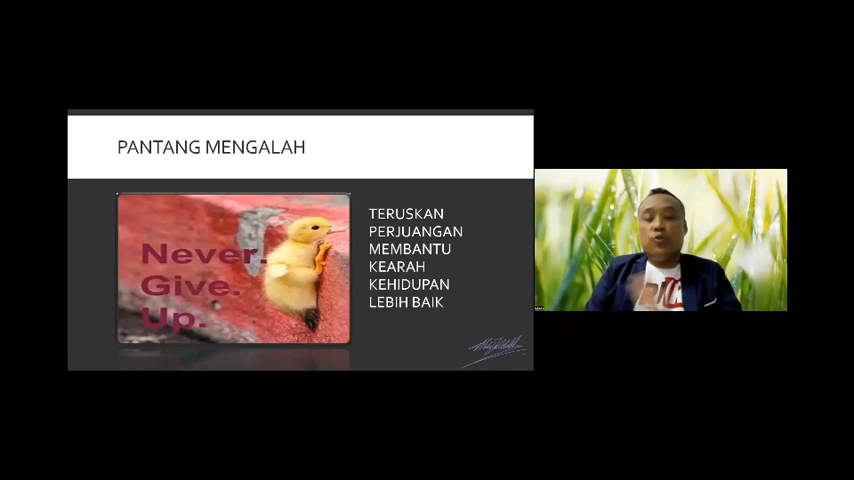 PANTANG MENGALAH
Never.
Give.
Up.
TERUSKAN
PERJUANGAN
MEMBANTU
KEARAH
KEHIDUPAN
LEBIH BAIK